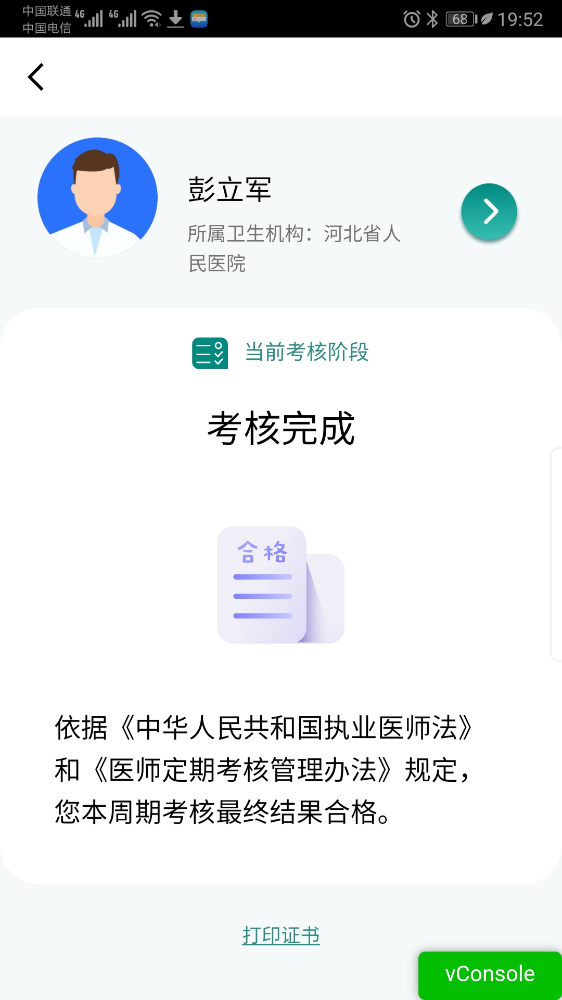 中国联通 4G 4G 68 19:52
中国电信
彭立军
所属卫生机构：河北省人
民医院
当前考核阶段
考核完成
合格
依据《中华人民共和国执业医师法》
和《医师定期考核管理办法》规定，
您本周期考核最终结果合格。
打印证书
vConsole